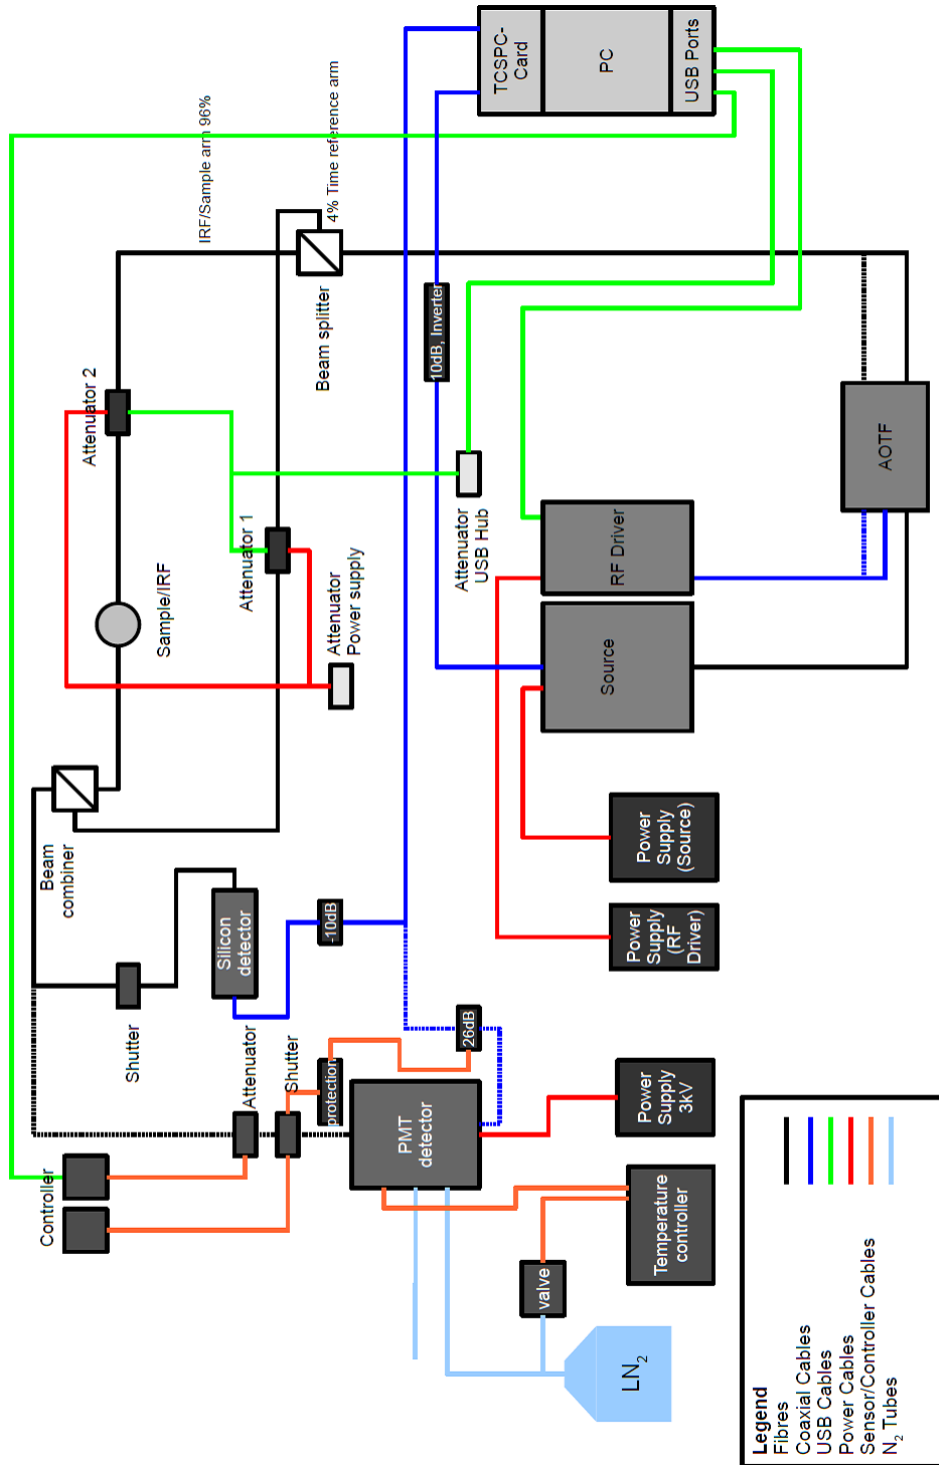 Controller
Attenuator
Shutter
protection
26dB
PMT
detector
Power
Supply
3kV
Temperature
controller
valve
LN₂
Shutter
Silicon
detector
-10dB
Beam
combiner
Power
Supply
(RF
Driver)
Power
Supply
(Source)
Sample/IRF
Attenuator
Power supply
Attenuator 1
Attenuator 2
Attenuator
USB Hub
Source
RF Driver
AOTF
10dB, Inverter
Beam splitter
IRF/Sample arm 96%
4% Time reference arm
TCSPC-
Card
PC
USB Ports
Legend
Fibres
Coaxial Cables
USB Cables
Power Cables
Sensor/Controller Cables
N₂ Tubes